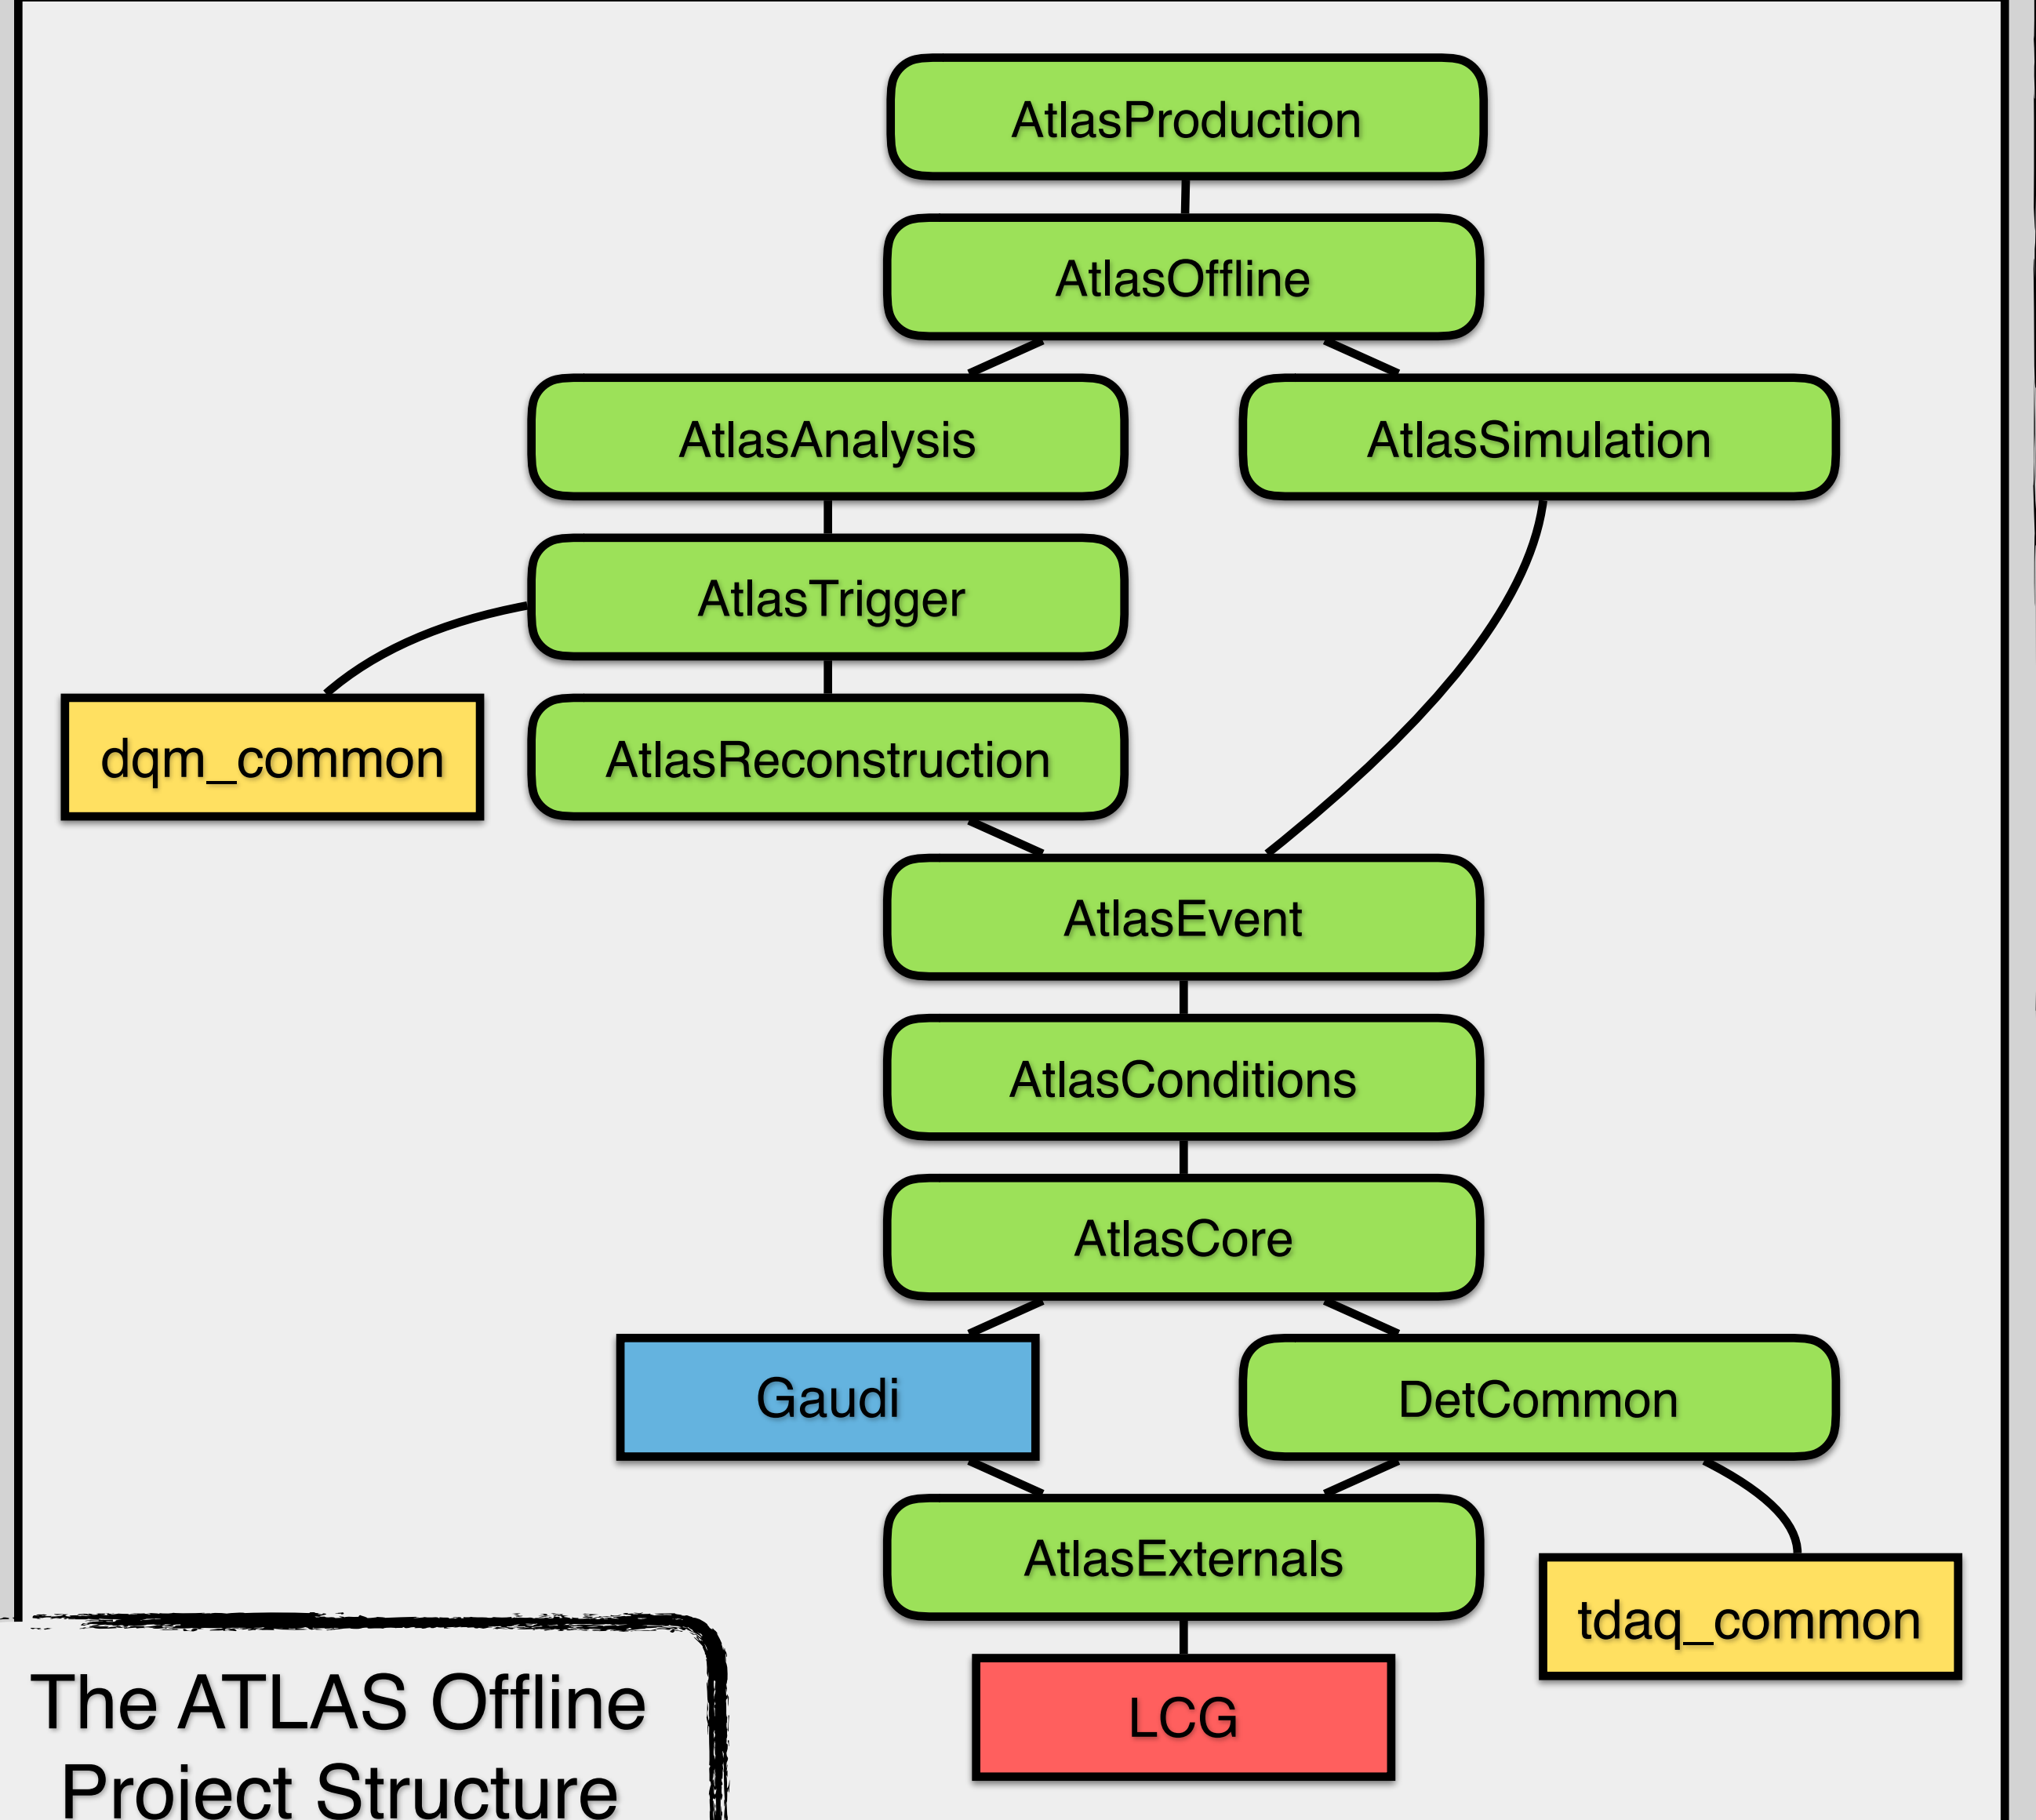 AtlasProduction
AtlasOffline
AtlasAnalysis
AtlasSimulation
AtlasTrigger
dqm_common
AtlasReconstruction
AtlasEvent
AtlasConditions
AtlasCore
Gaudi
DetCommon
AtlasExternals
tdaq_common
LCG
The ATLAS Offline
Project Structure